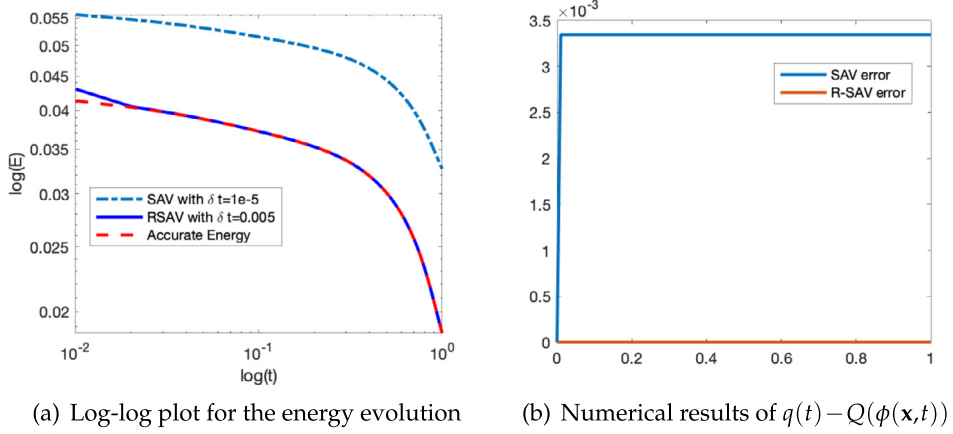 0.055
0.05
0.045
0.04
0.035
0.03
0.025
0.02
log(E)
SAV with δ t=1e-5
RSAV with δ t=0.005
Accurate Energy
10⁻² 10⁻¹ 10⁰
log(t)
(a) Log-log plot for the energy evolution
×10⁻³
3.5
3
2.5
2
1.5
1
0.5
0
SAV error
R-SAV error
0 0.2 0.4 0.6 0.8 1
(b) Numerical results of q(t)−Q(ϕ(x,t))